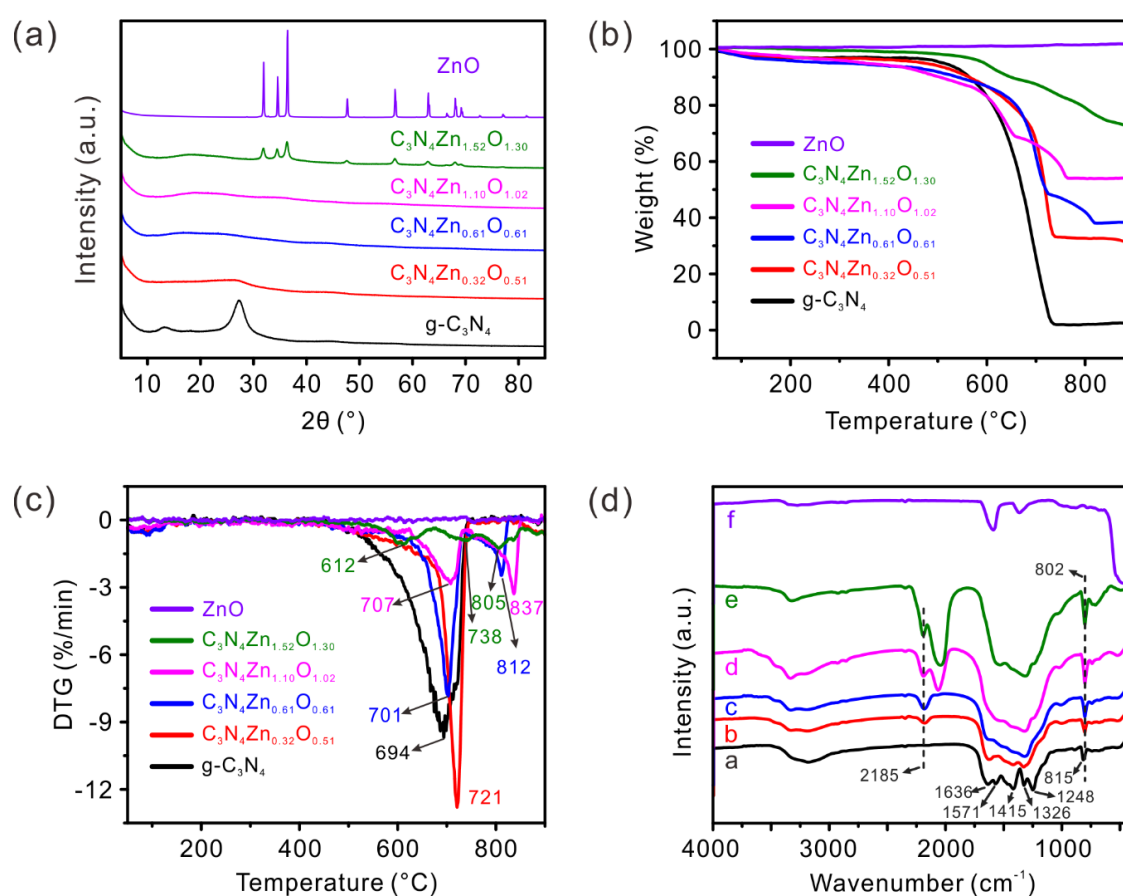 (a)
Intensity (a.u.)
ZnO
C₃N₄Zn₁.₅₂O₁.₃₀
C₃N₄Zn₁.₁₀O₁.₀₂
C₃N₄Zn₀.₆₁O₀.₆₁
C₃N₄Zn₀.₃₂O₀.₅₁
g-C₃N₄
10 20 30 40 50 60 70 80
2θ (°)
(b)
Weight (%)
100
80
60
40
20
0
ZnO
C₃N₄Zn₁.₅₂O₁.₃₀
C₃N₄Zn₁.₁₀O₁.₀₂
C₃N₄Zn₀.₆₁O₀.₆₁
C₃N₄Zn₀.₃₂O₀.₅₁
g-C₃N₄
200 400 600 800
Temperature (°C)
(c)
DTG (%/min)
0
-3
-6
-9
-12
612
707
805
837
738
812
701
694
721
ZnO
C₃N₄Zn₁.₅₂O₁.₃₀
C₃N₄Zn₁.₁₀O₁.₀₂
C₃N₄Zn₀.₆₁O₀.₆₁
C₃N₄Zn₀.₃₂O₀.₅₁
g-C₃N₄
200 400 600 800
Temperature (°C)
(d)
Intensity (a.u.)
f
e
d
c
b
a
802
2185
815
1636
1248
1571
1415
1326
4000 3000 2000 1000
Wavenumber (cm⁻¹)